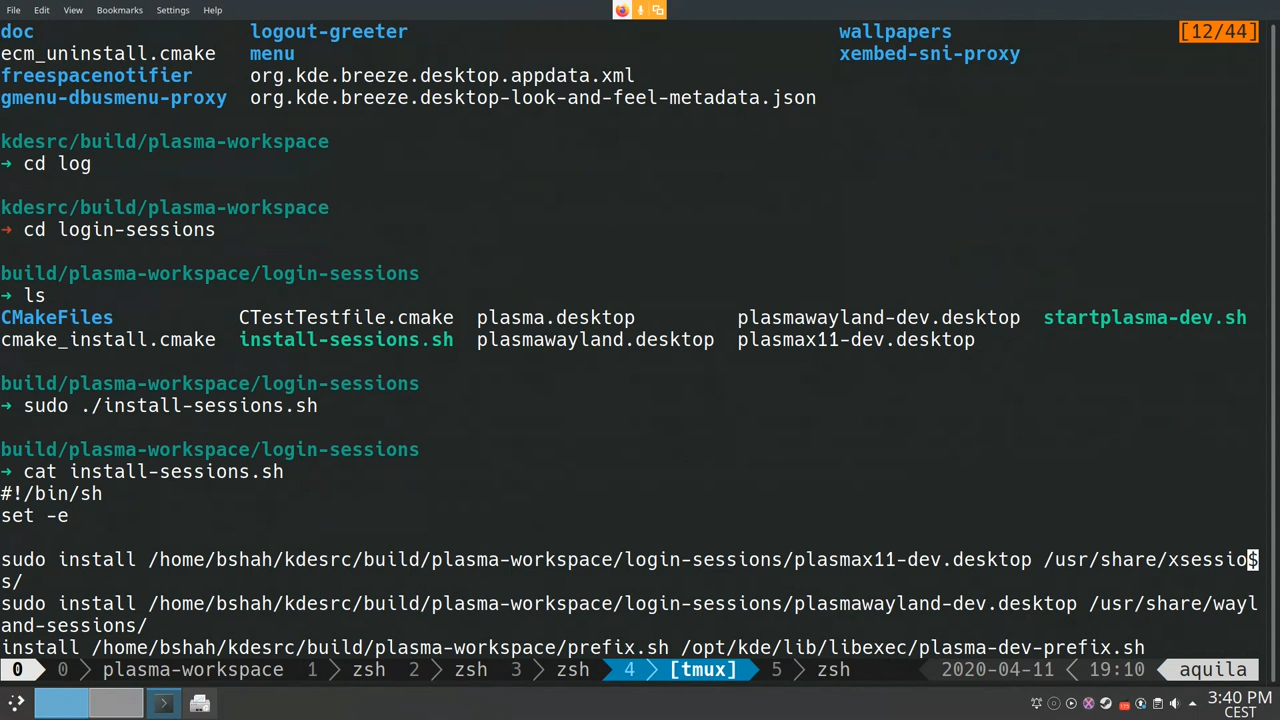 File Edit View Bookmarks Settings Help
doc logout-greeter wallpapers [12/44]
ecm_uninstall.cmake menu xembed-sni-proxy
freespacenotifier org.kde.breeze.desktop.appdata.xml
gmenu-dbusmenu-proxy org.kde.breeze.desktop-look-and-feel-metadata.json
kdesrc/build/plasma-workspace
→ cd log
kdesrc/build/plasma-workspace
→ cd login-sessions
build/plasma-workspace/login-sessions
→ ls
CMakeFiles CTestTestfile.cmake plasma.desktop plasmawayland-dev.desktop startplasma-dev.sh
cmake_install.cmake install-sessions.sh plasmawayland.desktop plasmax11-dev.desktop
build/plasma-workspace/login-sessions
→ sudo ./install-sessions.sh
build/plasma-workspace/login-sessions
→ cat install-sessions.sh
#!/bin/sh
set -e
sudo install /home/bshah/kdesrc/build/plasma-workspace/login-sessions/plasmax11-dev.desktop /usr/share/xsessio$
s/
sudo install /home/bshah/kdesrc/build/plasma-workspace/login-sessions/plasmawayland-dev.desktop /usr/share/wayl
and-sessions/
install /home/bshah/kdesrc/build/plasma-workspace/prefix.sh /opt/kde/lib/libexec/plasma-dev-prefix.sh
0 0 plasma-workspace 1 zsh 2 zsh 3 zsh 4 [tmux] 5 zsh 2020-04-11 19:10 aquila
3:40 PM
CEST